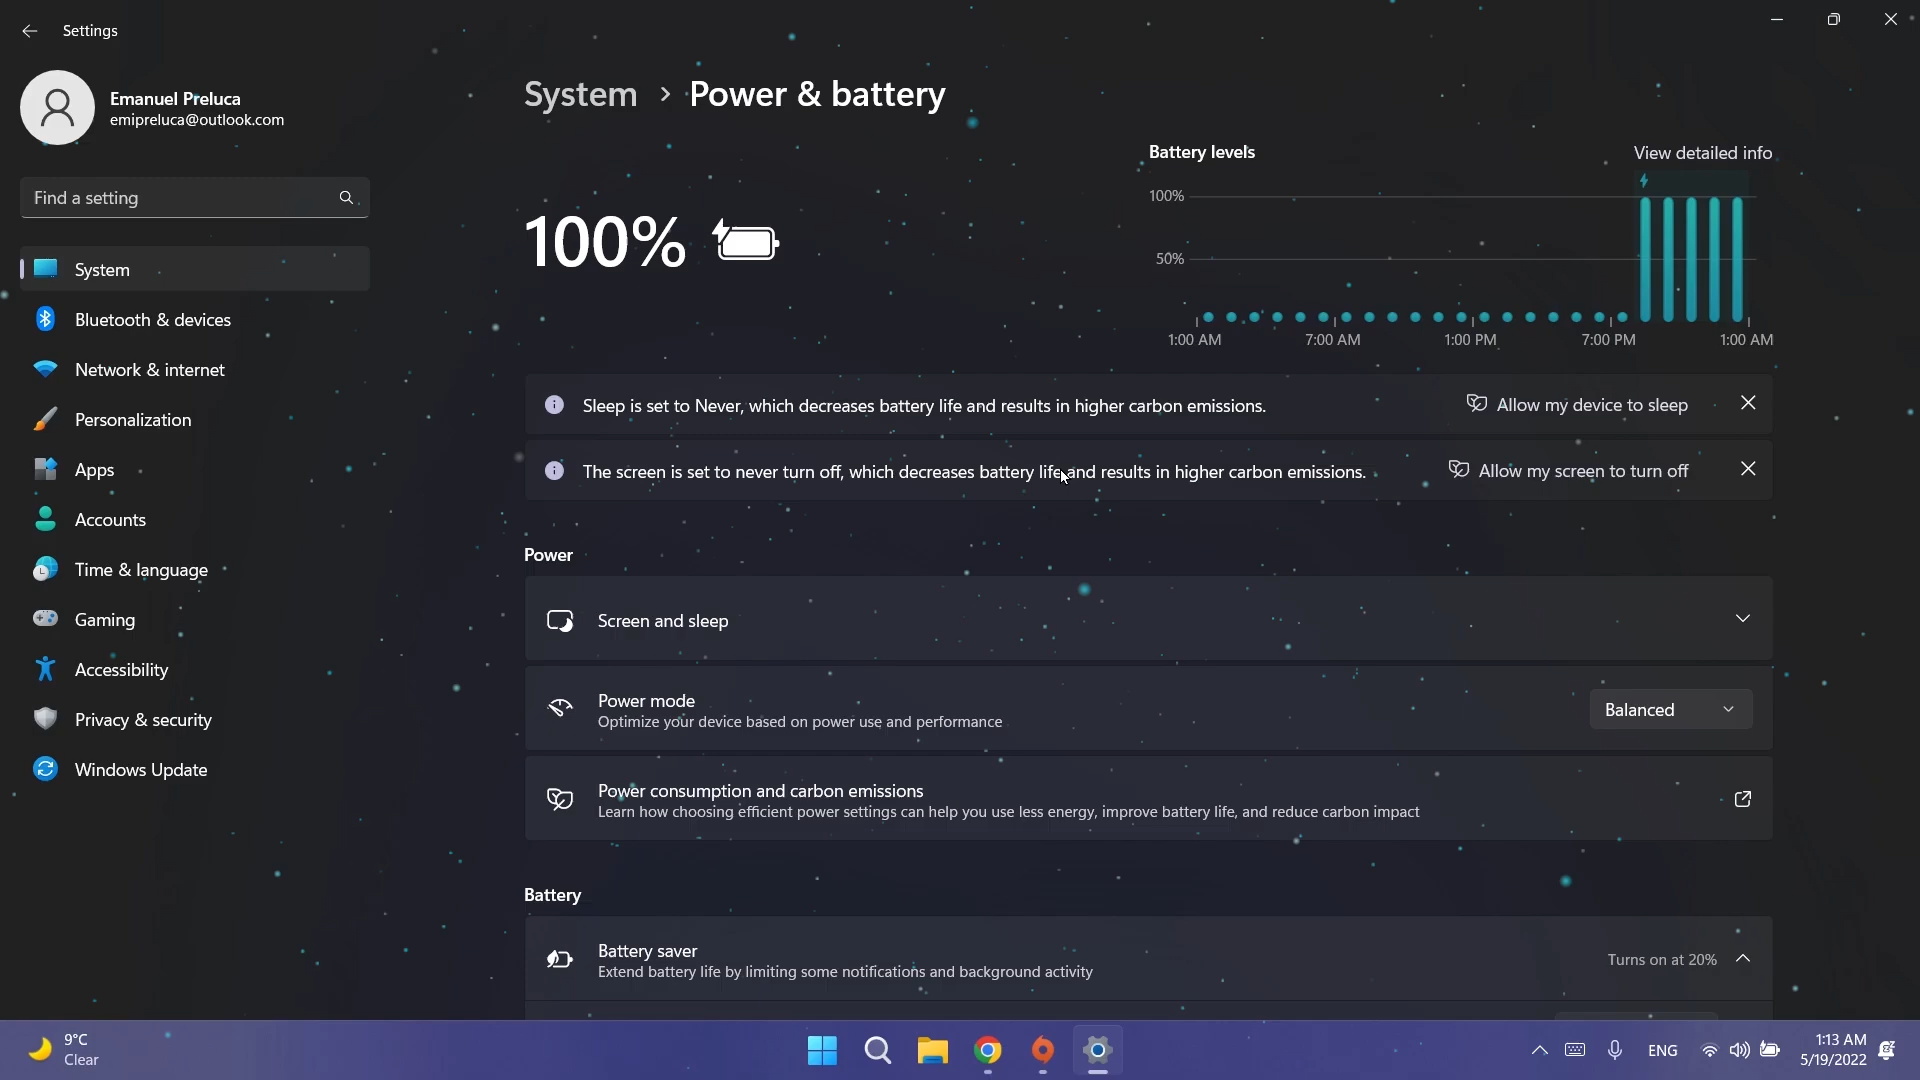 Settings
Emanuel Preluca
emipreluca@outlook.com
Find a setting
System
Bluetooth & devices
Network & internet
Personalization
Apps
Accounts
Time & language
Gaming
Accessibility
Privacy & security
Windows Update
System > Power & battery
100%
Battery levels
View detailed info
100%
50%
1:00 AM 7:00 AM 1:00 PM 7:00 PM 1:00 AM
Sleep is set to Never, which decreases battery life and results in higher carbon emissions.
Allow my device to sleep
The screen is set to never turn off, which decreases battery life and results in higher carbon emissions.
Allow my screen to turn off
Power
Screen and sleep
Power mode
Optimize your device based on power use and performance
Balanced
Power consumption and carbon emissions
Learn how choosing efficient power settings can help you use less energy, improve battery life, and reduce carbon impact
Battery
Battery saver
Extend battery life by limiting some notifications and background activity
Turns on at 20%
9°C
Clear
ENG
1:13 AM
5/19/2022